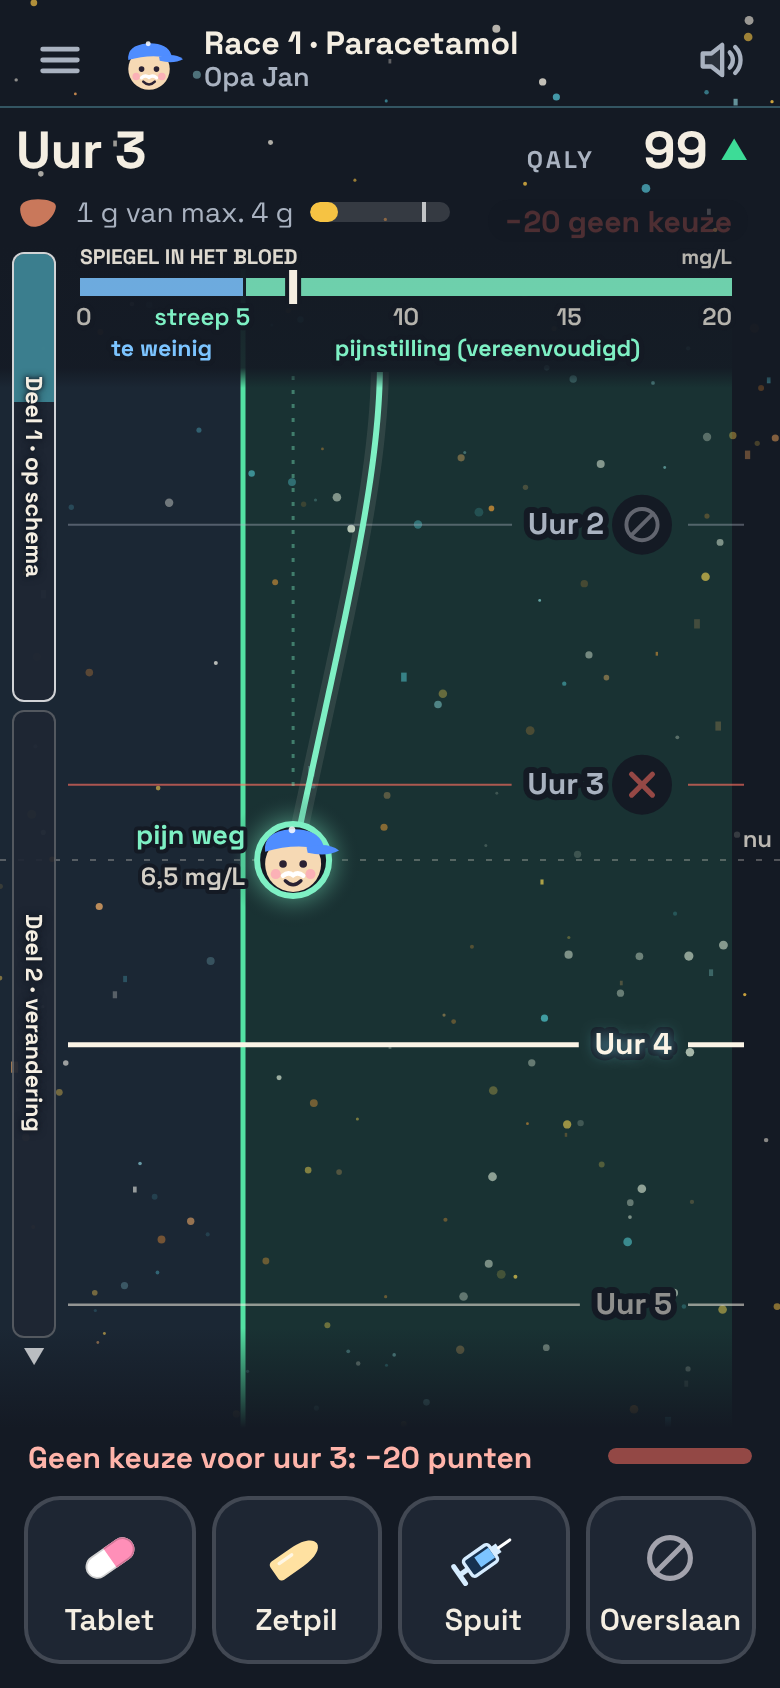 Race 1 · Paracetamol
Opa Jan
Uur 3
QALY 99
1 g van max. 4 g
−20 geen keuze
SPIEGEL IN HET BLOED mg/L
0 streep 5 10 15 20
te weinig pijnstilling (vereenvoudigd)
Deel 1 · op schema
Uur 2
Uur 3
pijn weg
nu
6,5 mg/L
Deel 2 · verandering
Uur 4
Uur 5
Geen keuze voor uur 3: −20 punten
Tablet Zetpil Spuit Overslaan